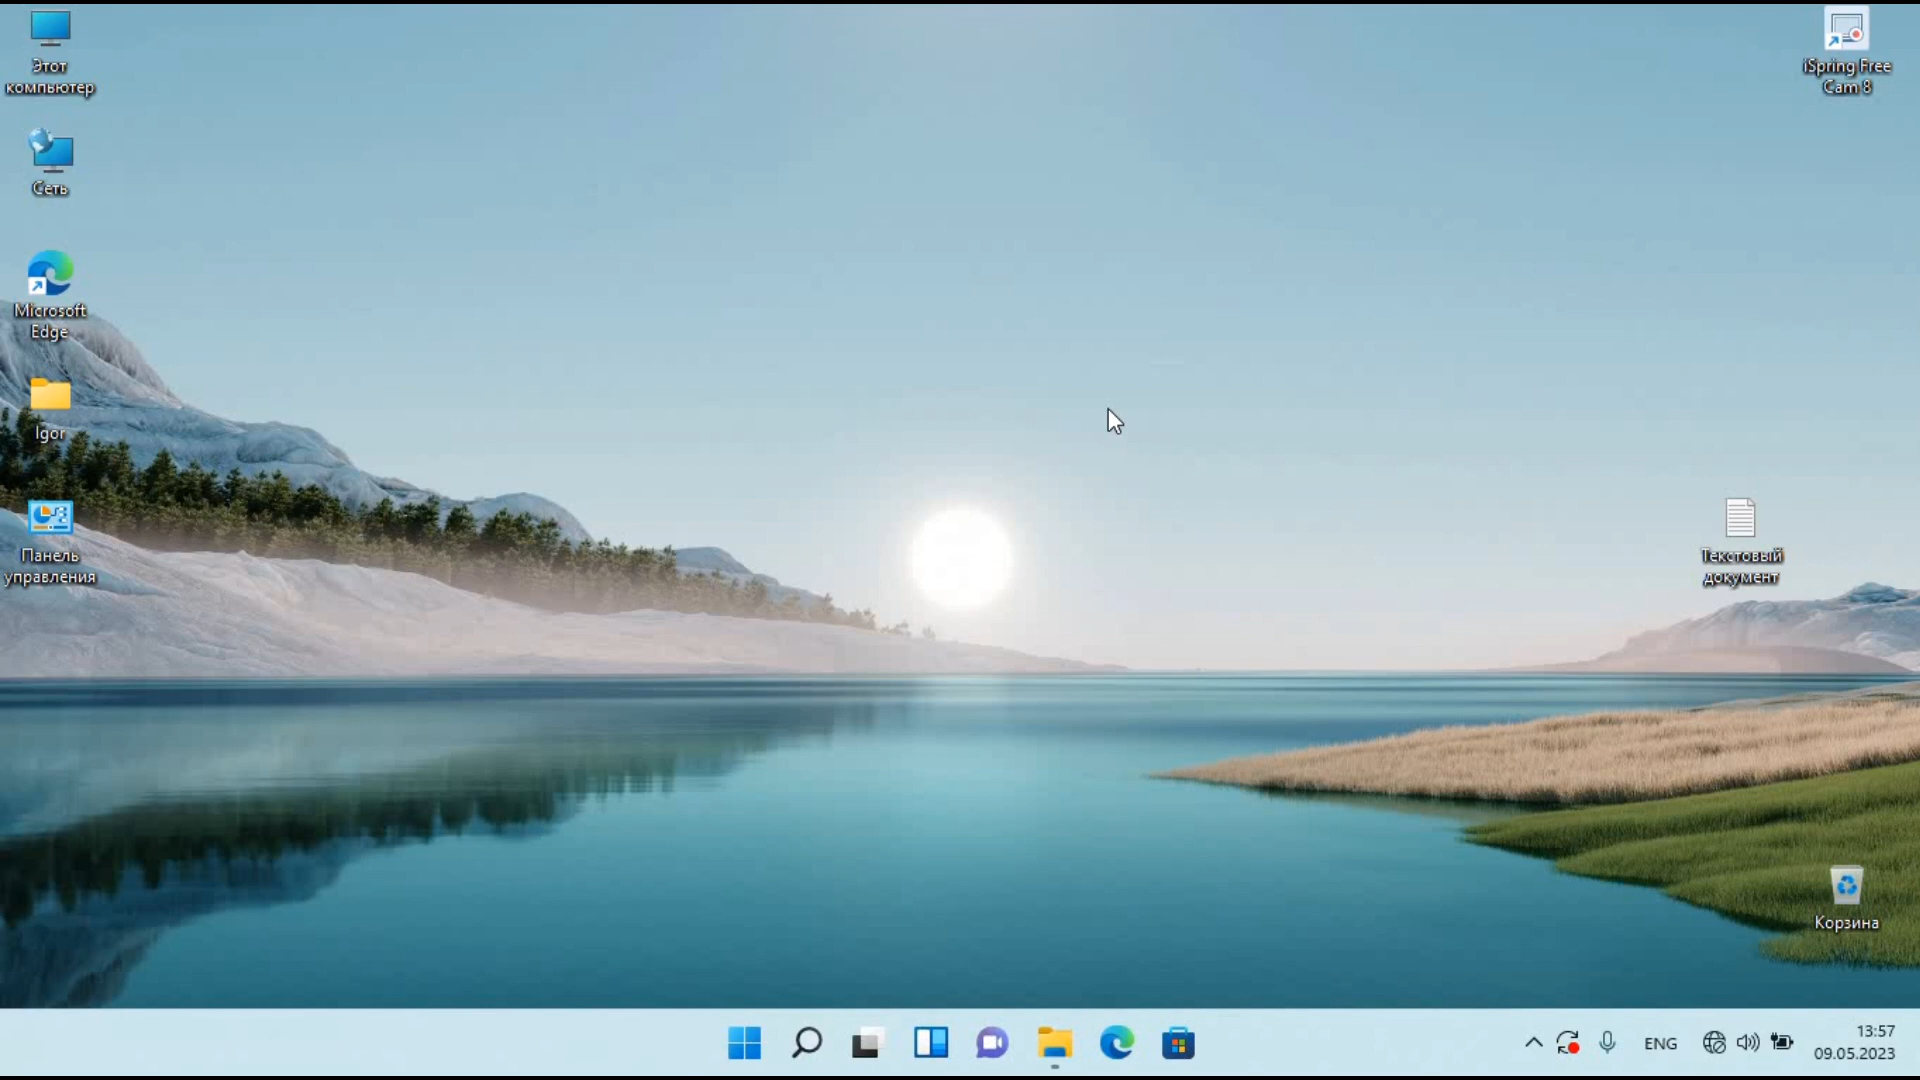 Этот
компьютер
Сеть
Microsoft
Edge
Igor
Панель
управления
iSpring Free
Cam 8
Текстовый
документ
Корзина
ENG
13:57
09.05.2023